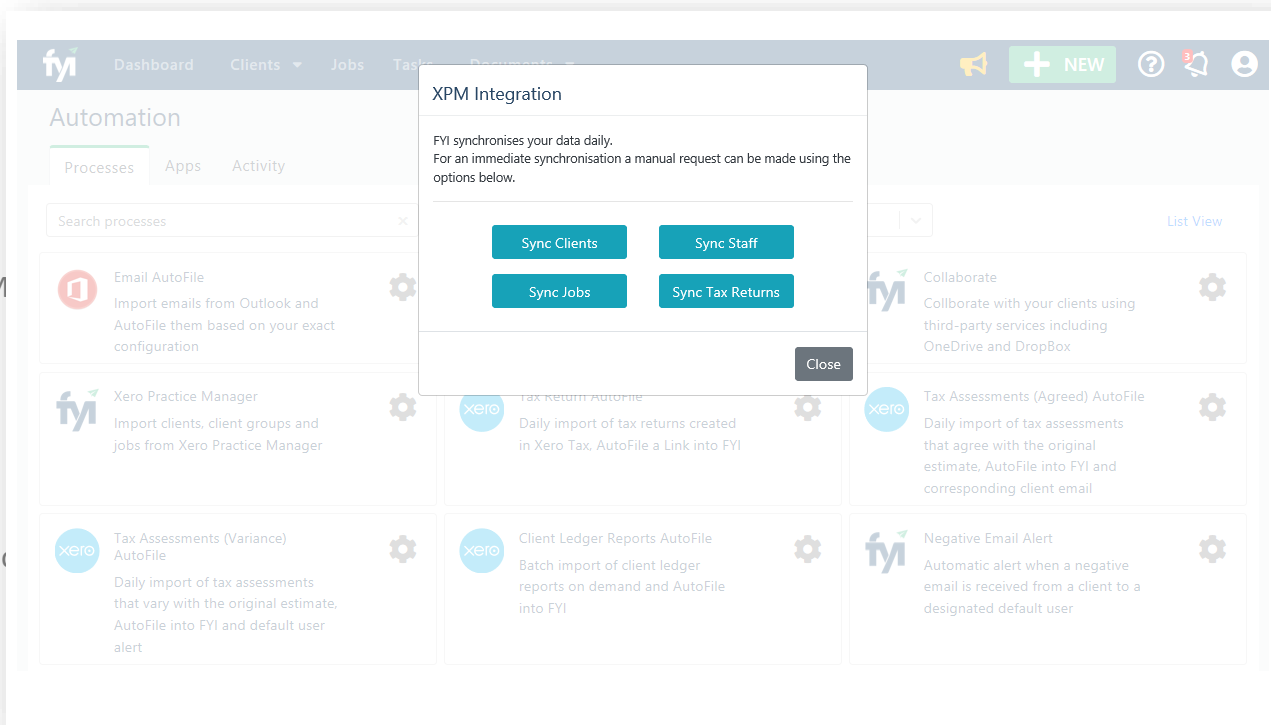 fyi Dashboard Clients Jobs Tasks Documents NEW 3
XPM Integration
Automation
FYI synchronises your data daily.
For an immediate synchronisation a manual request can be made using the
options below.
Processes Apps Activity
Search processes
List View
Sync Clients Sync Staff
Sync Jobs Sync Tax Returns
Close
Email AutoFile
Import emails from Outlook and
AutoFile them based on your exact
configuration
fyi
Collaborate
Collborate with your clients using
third-party services including
OneDrive and DropBox
fyi
Xero Practice Manager
Import clients, client groups and
jobs from Xero Practice Manager
xero
Tax Return AutoFile
Daily import of tax returns created
in Xero Tax, AutoFile a Link into FYI
xero
Tax Assessments (Agreed) AutoFile
Daily import of tax assessments
that agree with the original
estimate, AutoFile into FYI and
corresponding client email
xero
Tax Assessments (Variance)
AutoFile
Daily import of tax assessments
that vary with the original estimate,
AutoFile into FYI and default user
alert
xero
Client Ledger Reports AutoFile
Batch import of client ledger
reports on demand and AutoFile
into FYI
fyi
Negative Email Alert
Automatic alert when a negative
email is received from a client to a
designated default user